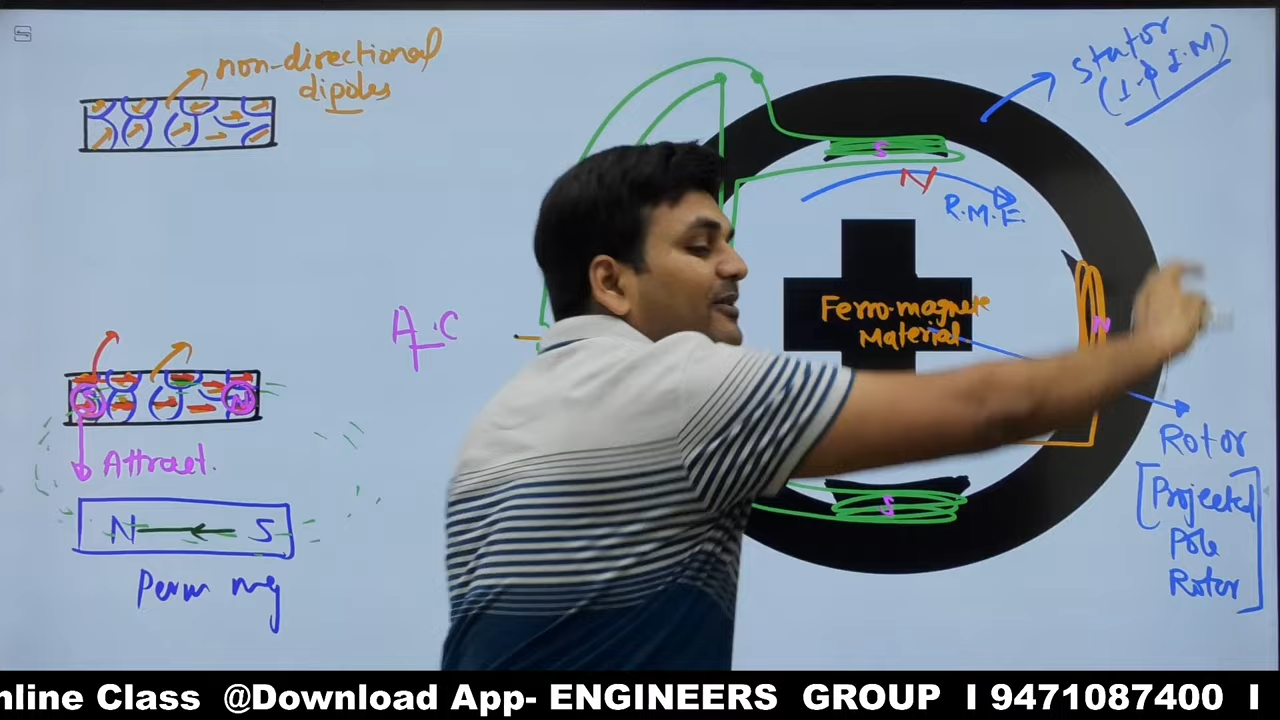 non-directional
dipoles
Stator
(1-ϕ I.M)
S
N
R.M.F.
A.C
Ferro-magnetic
Material
N
S
N
Attract.
Rotor
[Projected
Pole
Rotor]
S
N
S
Perm mg
nline Class @Download App- ENGINEERS GROUP I 9471087400 I